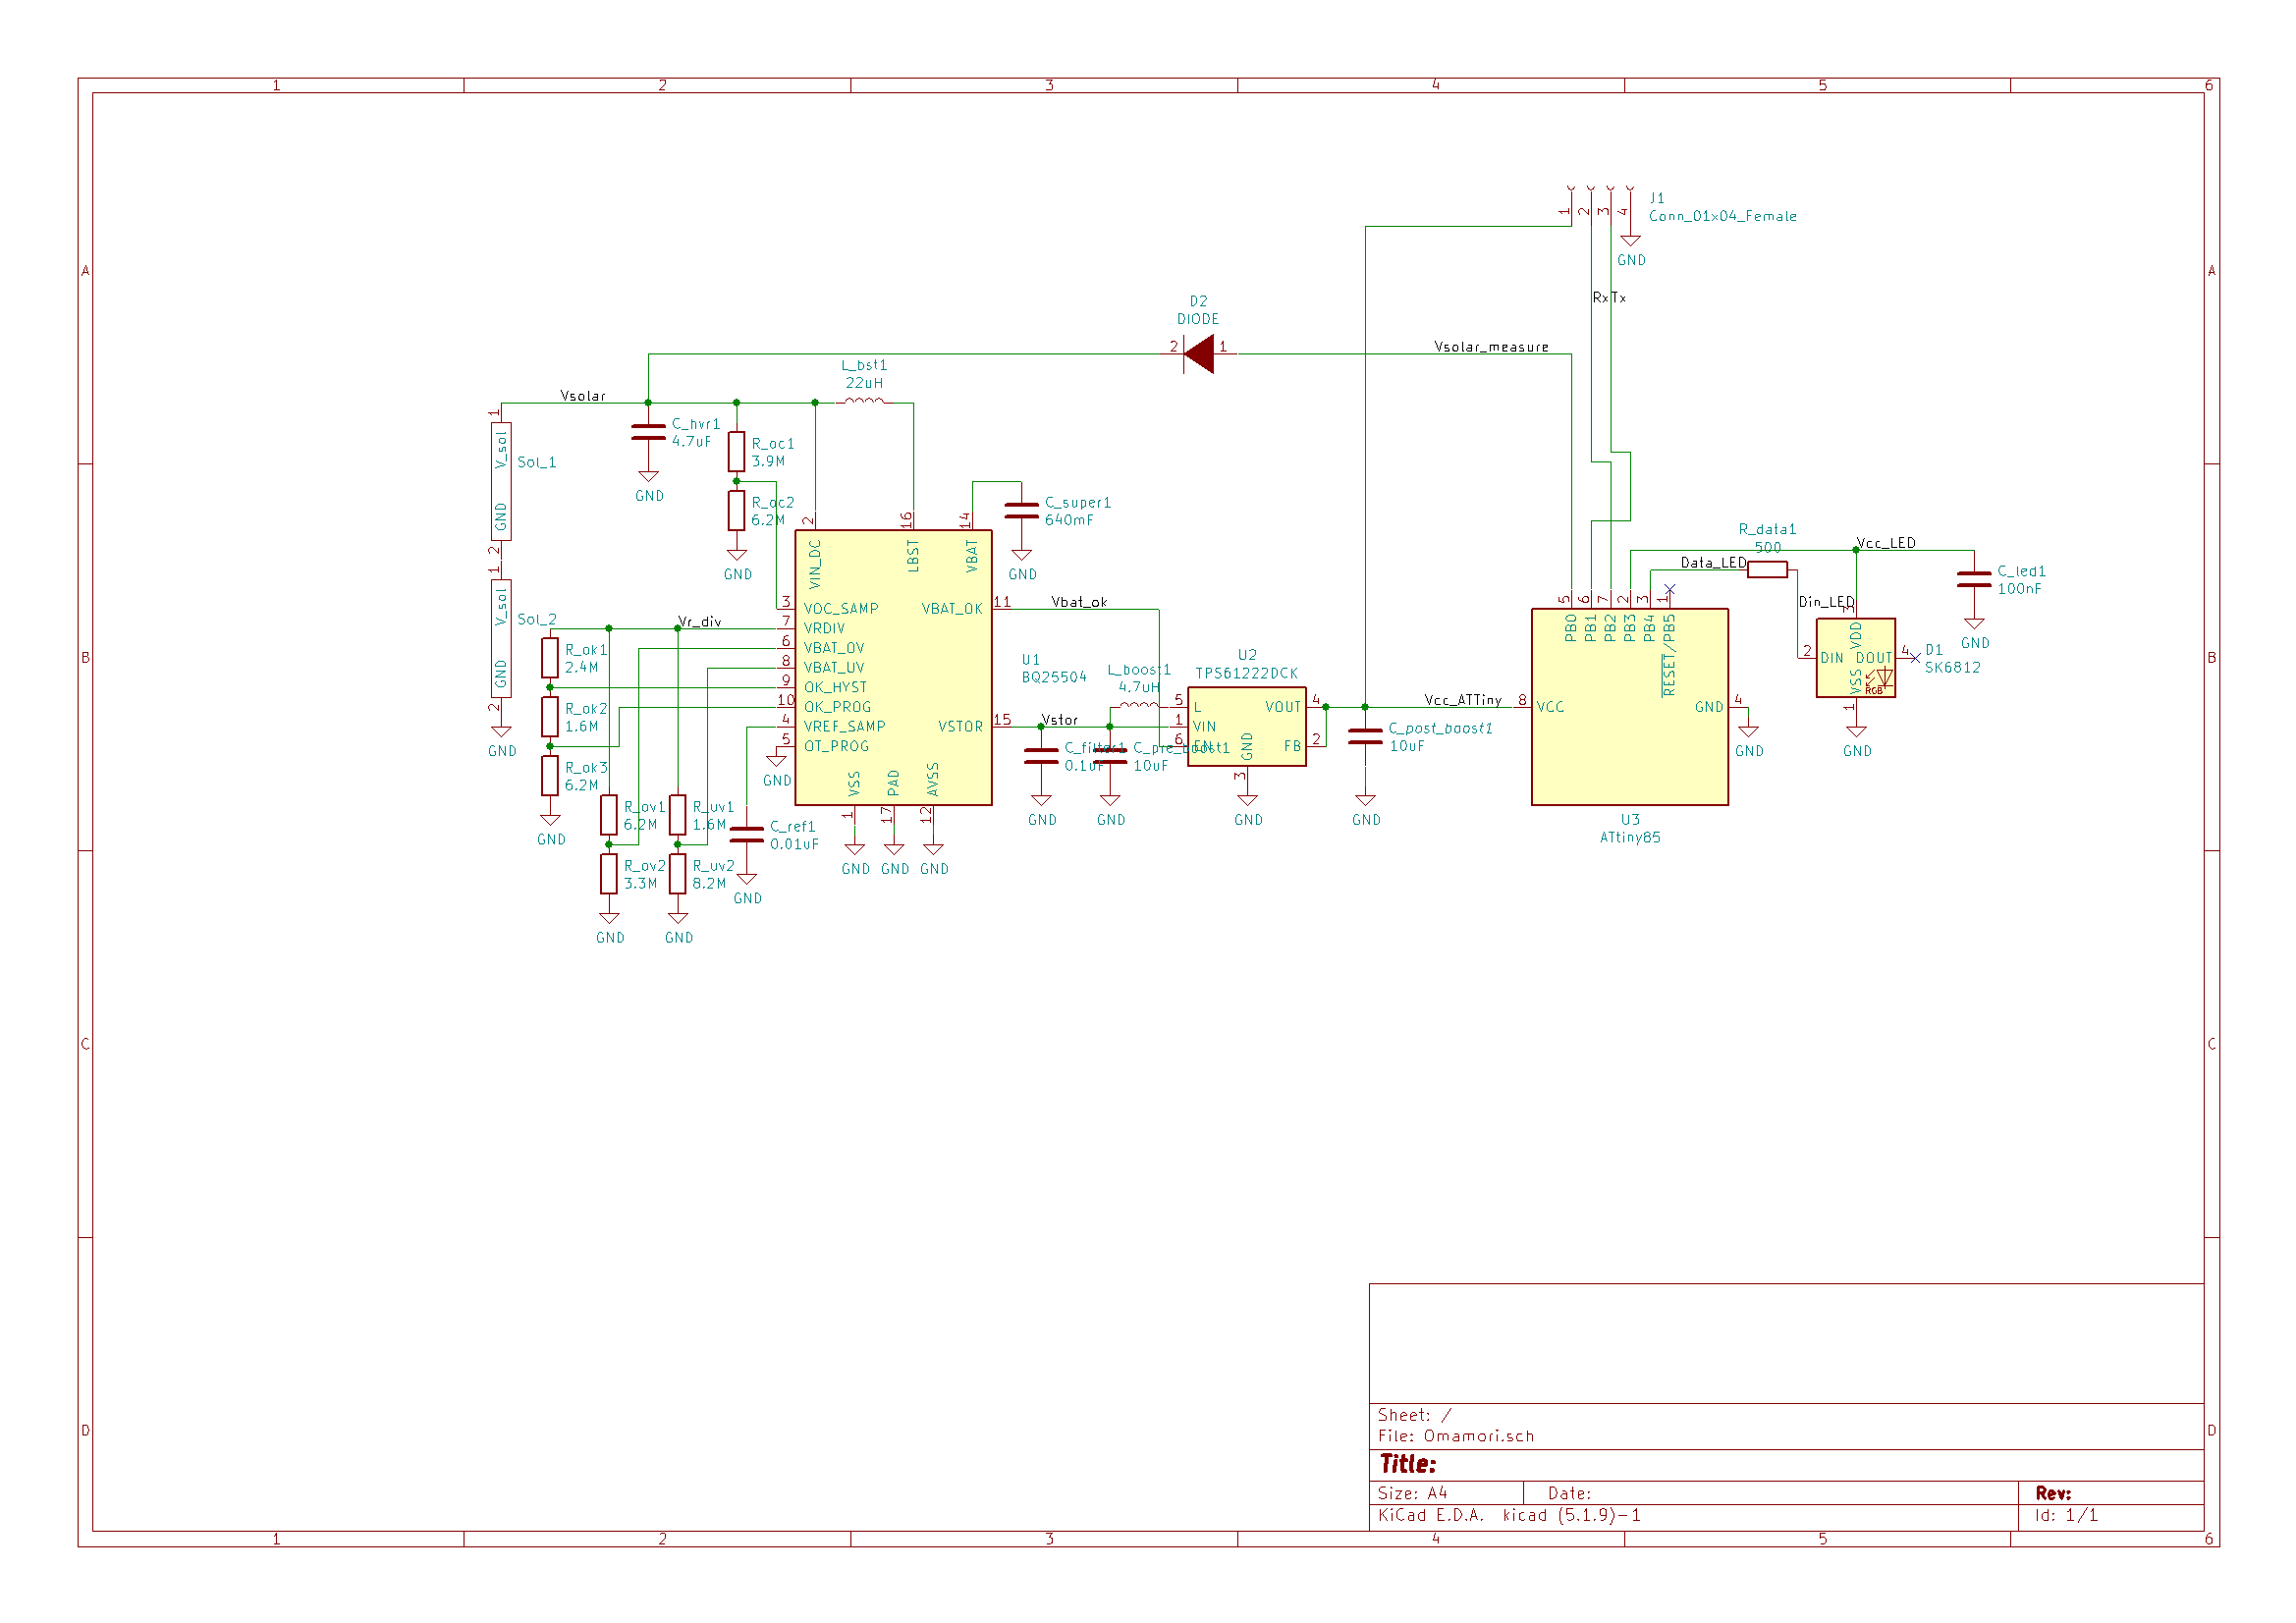 1 2 3 4 5 6
A A
B B
C C
D D
1 2 3 4 5 6
J1
Conn_01x04_Female
1 2 3 4
GND
RxTx
D2
DIODE
2 1
Vsolar_measure
L_bst1
22uH
Vsolar
C_hvr1
4.7uF
GND
R_oc1
3.9M
R_oc2
6.2M
GND
1
V_sol
GND
2
Sol_1
1
V_sol
GND
2
Sol_2
GND
C_super1
640mF
GND
2 16 14
VIN_DC LBST VBAT
3 VOC_SAMP VBAT_OK 11
7 VRDIV
6 VBAT_OV
8 VBAT_UV
9 OK_HYST
10 OK_PROG
4 VREF_SAMP VSTOR 15
5 OT_PROG
VSS PAD AVSS
1 17 12
GND GND GND
GND
U1
BQ25504
Vr_div
R_ok1
2.4M
R_ok2
1.6M
R_ok3
6.2M
GND
R_ov1
6.2M
R_ov2
3.3M
GND
R_uv1
1.6M
R_uv2
8.2M
GND
C_ref1
0.01uF
GND
Vbat_ok
Vstor
C_filter1
0.1uF
GND
C_pre_boost1
10uF
GND
L_boost1
4.7uH
U2
TPS61222DCK
5 L VOUT 4
1 VIN
6 EN FB 2
GND
3
GND
Vcc_ATTiny
C_post_boost1
10uF
GND
5 6 7 2 3 1
PB0 PB1 PB2 PB3 PB4 RESET/PB5
8 VCC GND 4
GND
U3
ATtiny85
R_data1
500
Data_LED
Vcc_LED
Din_LED
3
VDD
2 DIN DOUT 4
VSS
RGB
1
GND
D1
SK6812
C_led1
100nF
GND
Sheet: /
File: Omamori.sch
Title:
Size: A4 Date: Rev:
KiCad E.D.A. kicad (5.1.9)-1 Id: 1/1